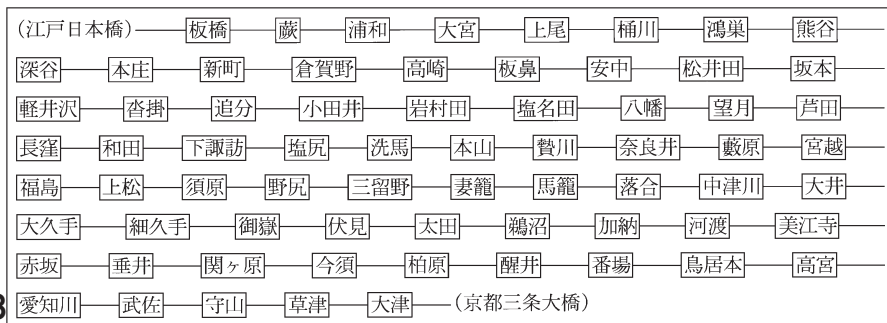 (江戸日本橋) 板橋 蕨 浦和 大宮 上尾 桶川 鴻巣 熊谷
深谷 本庄 新町 倉賀野 高崎 板鼻 安中 松井田 坂本
軽井沢 沓掛 追分 小田井 岩村田 塩名田 八幡 望月 芦田
長窪 和田 下諏訪 塩尻 洗馬 本山 贄川 奈良井 藪原 宮越
福島 上松 須原 野尻 三留野 妻籠 馬籠 落合 中津川 大井
大久手 細久手 御嶽 伏見 太田 鵜沼 加納 河渡 美江寺
赤坂 垂井 関ヶ原 今須 柏原 醒井 番場 鳥居本 高宮
愛知川 武佐 守山 草津 大津 (京都三条大橋)